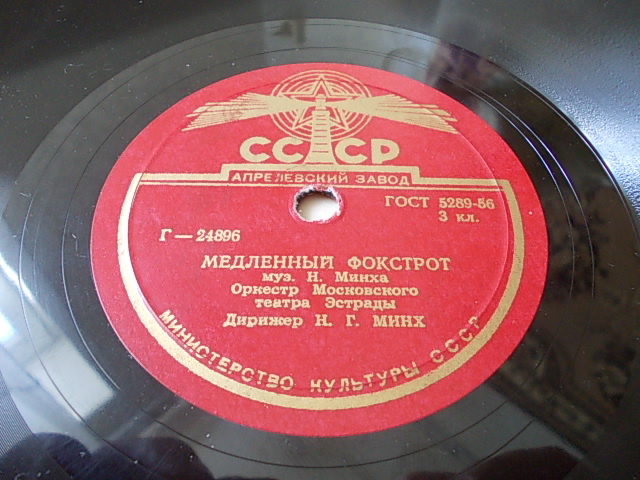 СССР
АПРЕЛЕВСКИЙ ЗАВОД
ГОСТ 5289-56
3 кл.
Г—24896
МЕДЛЕННЫЙ ФОКСТРОТ
муз. Н. Минха
Оркестр Московского
театра Эстрады
Дирижер Н. Г. МИНХ
МИНИСТЕРСТВО КУЛЬТУРЫ СССР